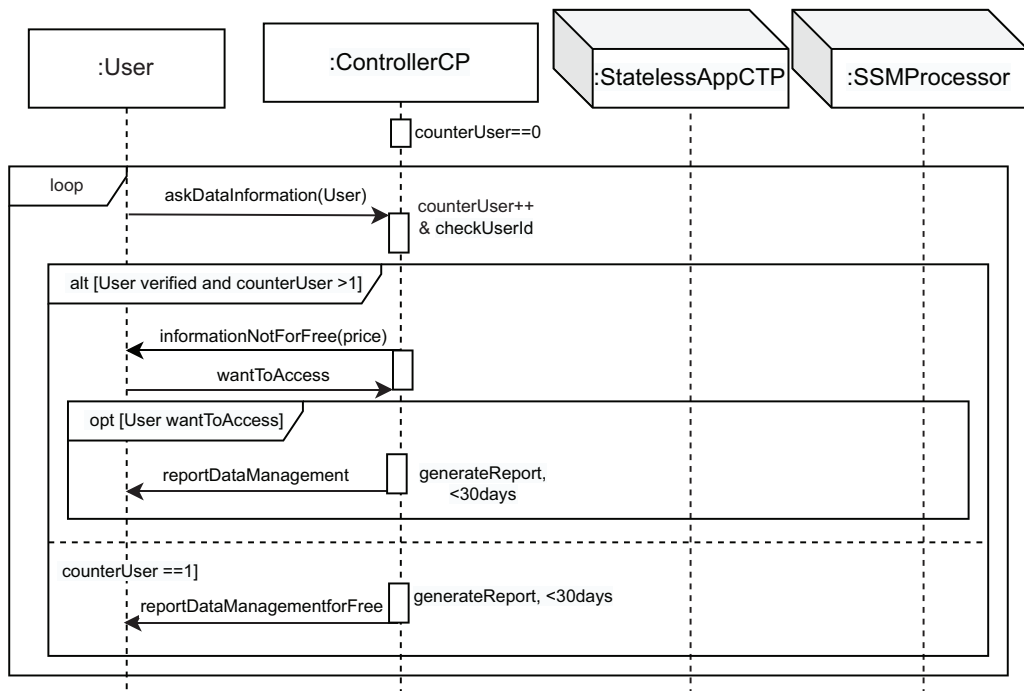 :User
:ControllerCP
:StatelessAppCTP
:SSMProcessor
counterUser==0
loop
askDataInformation(User)
counterUser++
& checkUserId
alt [User verified and counterUser >1]
informationNotForFree(price)
wantToAccess
opt [User wantToAccess]
reportDataManagement
generateReport,
<30days
counterUser ==1]
reportDataManagementforFree
generateReport, <30days